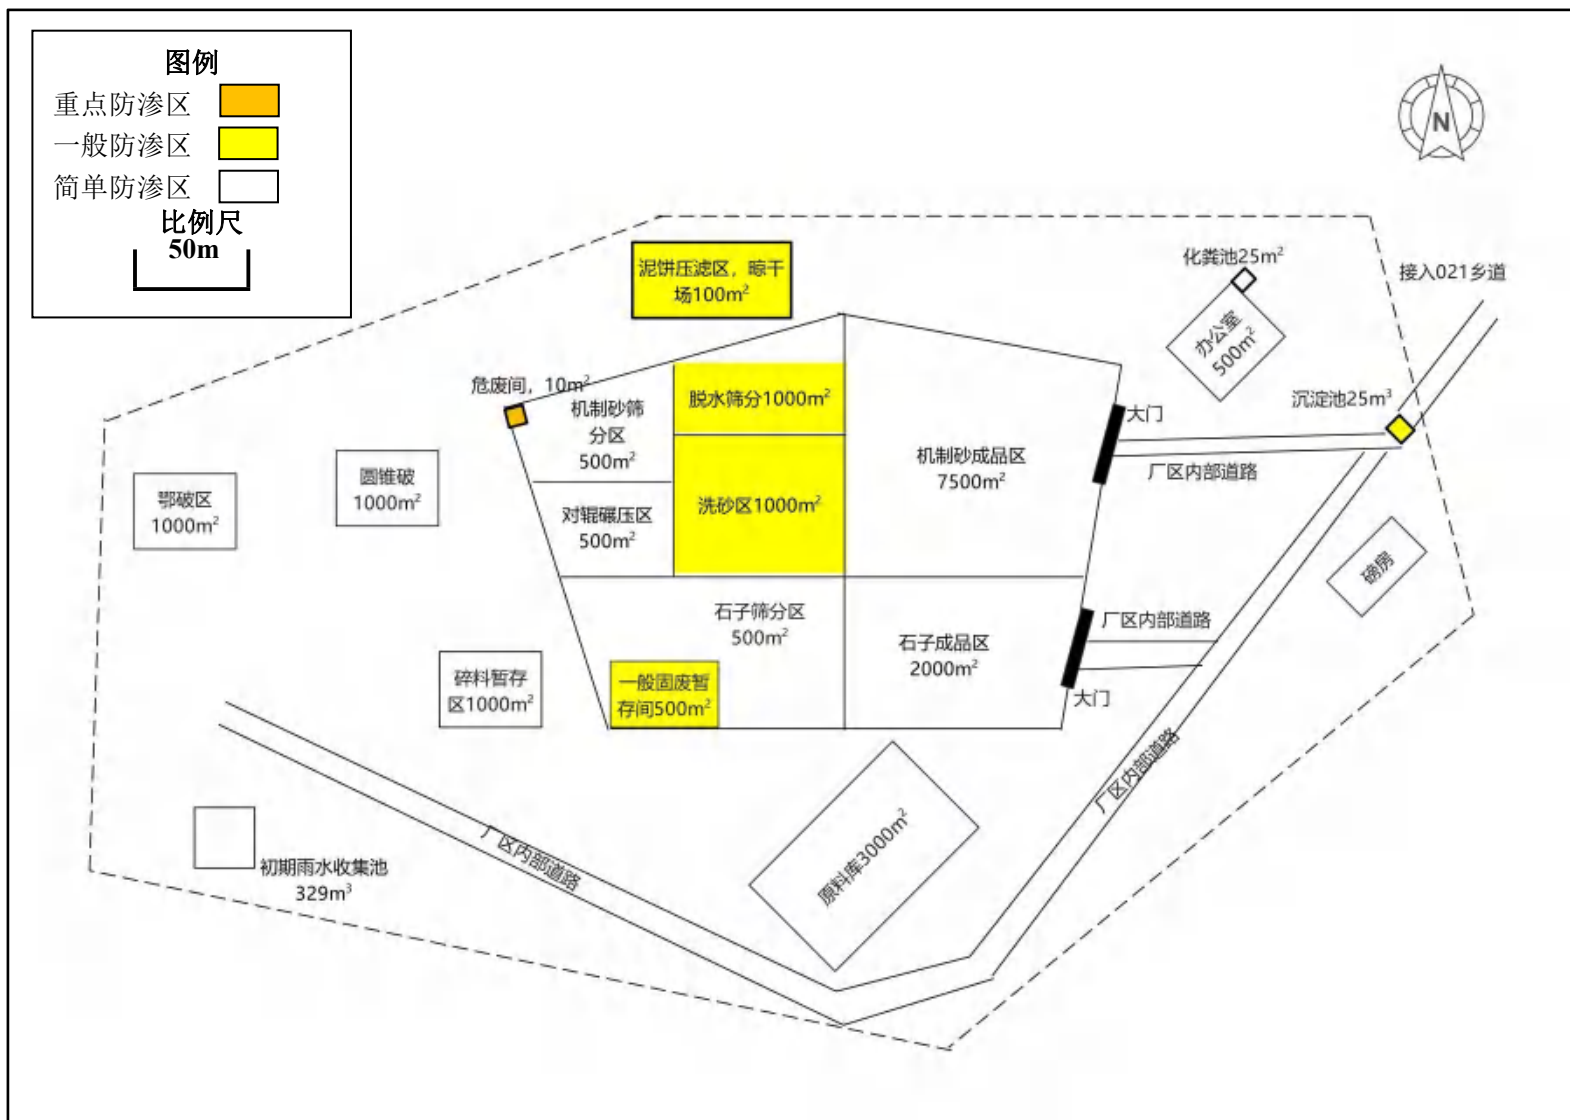 图例
重点防渗区
一般防渗区
简单防渗区
比例尺
50m
N
泥饼压滤区，晾干
场100m²
化粪池25m²
接入021乡道
办公室
500m²
危废间，10m²
机制砂筛
分区
500m²
脱水筛分1000m²
大门
沉淀池25m³
机制砂成品区
7500m²
厂区内部道路
鄂破区
1000m²
圆锥破
1000m²
对辊碾压区
500m²
洗砂区1000m²
磅房
石子筛分区
500m²
石子成品区
2000m²
厂区内部道路
大门
碎料暂存
区1000m²
一般固废暂
存间500m²
厂区内部道路
厂区内部道路
原料库3000m²
初期雨水收集池
329m³